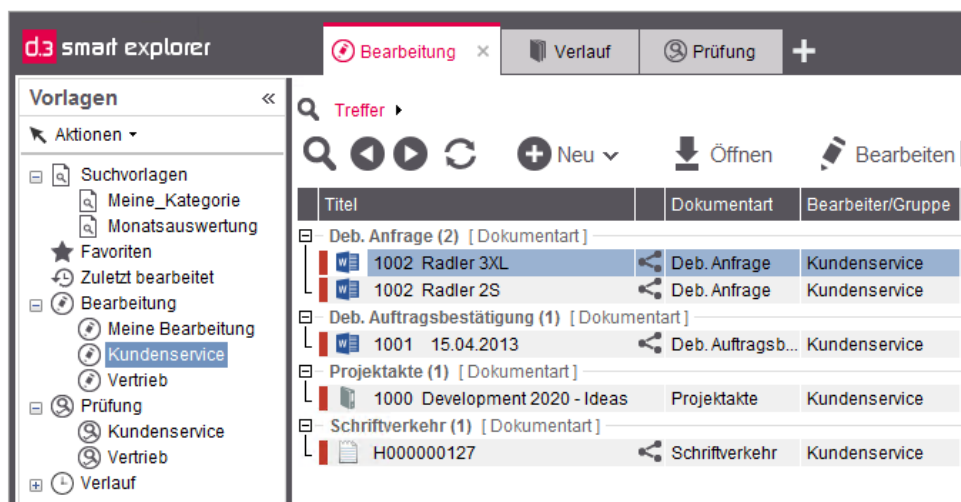 d.3 smart explorer
Bearbeitung × Verlauf Prüfung
Vorlagen «
Aktionen
Suchvorlagen
Meine_Kategorie
Monatsauswertung
Favoriten
Zuletzt bearbeitet
Bearbeitung
Meine Bearbeitung
Kundenservice
Vertrieb
Prüfung
Kundenservice
Vertrieb
Verlauf
Treffer
Neu Öffnen Bearbeiten
Titel Dokumentart Bearbeiter/Gruppe
Deb. Anfrage (2) [Dokumentart]
1002 Radler 3XL Deb. Anfrage Kundenservice
1002 Radler 2S Deb. Anfrage Kundenservice
Deb. Auftragsbestätigung (1) [Dokumentart]
1001 15.04.2013 Deb. Auftragsb... Kundenservice
Projektakte (1) [Dokumentart]
1000 Development 2020 - Ideas Projektakte Kundenservice
Schriftverkehr (1) [Dokumentart]
H000000127 Schriftverkehr Kundenservice